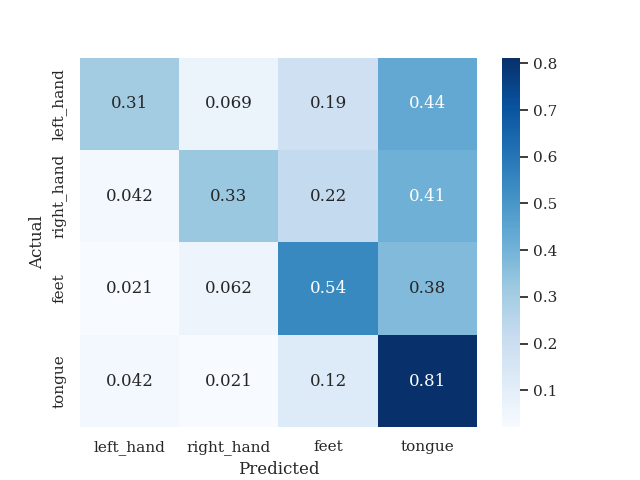 left_hand 0.31 0.069 0.19 0.44
right_hand 0.042 0.33 0.22 0.41
feet 0.021 0.062 0.54 0.38
tongue 0.042 0.021 0.12 0.81
Actual
left_hand right_hand feet tongue
Predicted
0.8
0.7
0.6
0.5
0.4
0.3
0.2
0.1